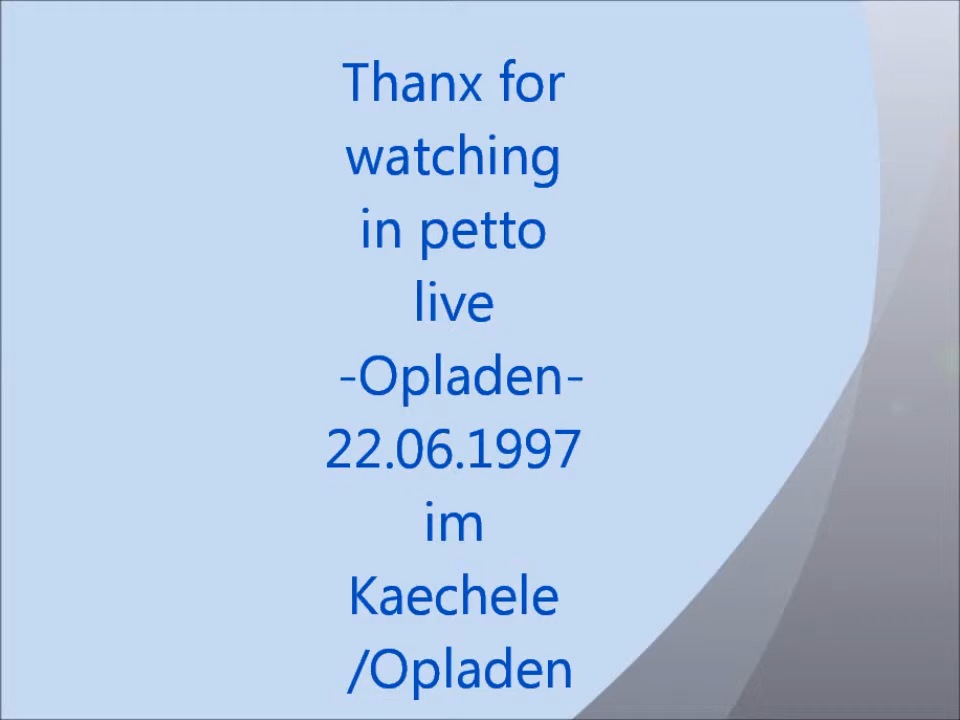 Thanx for
watching
in petto
live
-Opladen-
22.06.1997
im
Kaechele
/Opladen